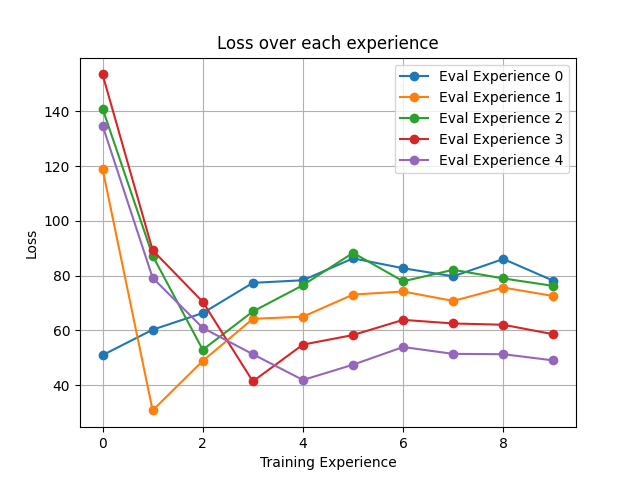 Loss over each experience
Eval Experience 0
Eval Experience 1
Eval Experience 2
Eval Experience 3
Eval Experience 4
Loss
140
120
100
80
60
40
0 2 4 6 8
Training Experience